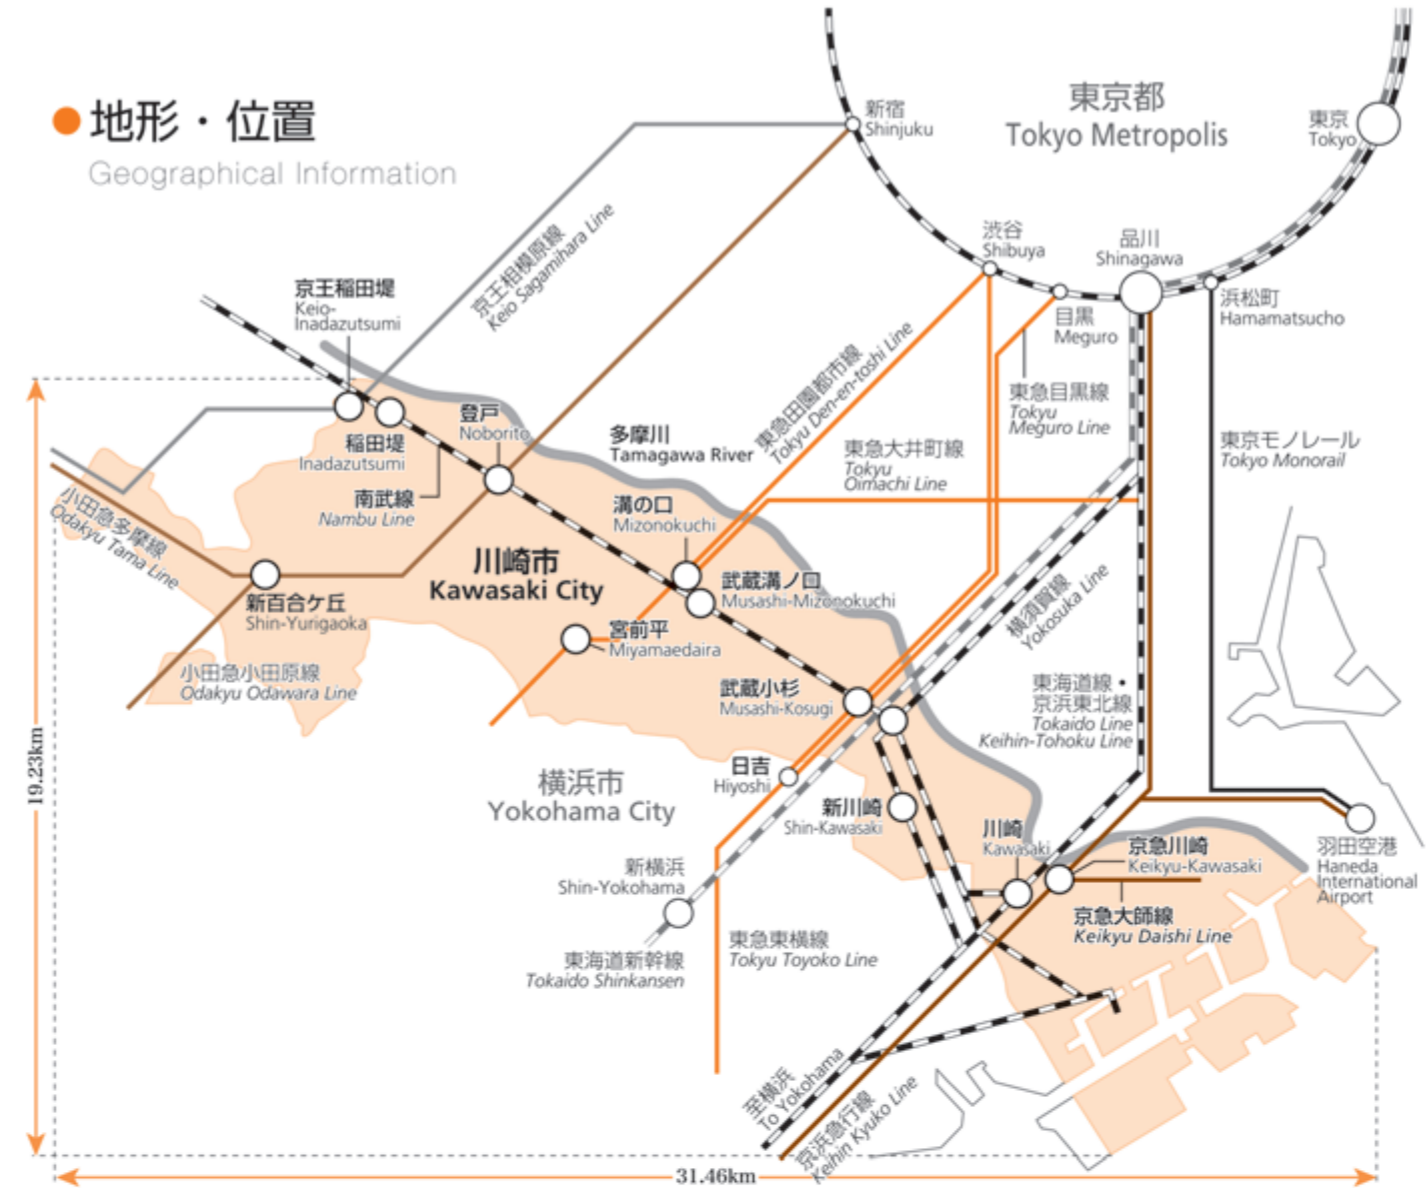 地形・位置
Geographical Information
東京都
Tokyo Metropolis
新宿
Shinjuku
東京
Tokyo
渋谷
Shibuya
品川
Shinagawa
目黒
Meguro
浜松町
Hamamatsucho
京王相模原線
Keio Sagamihara Line
京王稲田堤
Keio-
Inadazutsumi
稲田堤
Inadazutsumi
登戸
Noborito
南武線
Nambu Line
多摩川
Tamagawa River
東急田園都市線
Tokyu Den-en-toshi Line
東急目黒線
Tokyu
Meguro Line
東急大井町線
Tokyu
Oimachi Line
東京モノレール
Tokyo Monorail
小田急多摩線
Odakyu Tama Line
溝の口
Mizonokuchi
川崎市
Kawasaki City
武蔵溝ノ口
Musashi-Mizonokuchi
新百合ケ丘
Shin-Yurigaoka
宮前平
Miyamaedaira
横須賀線
Yokosuka Line
小田急小田原線
Odakyu Odawara Line
武蔵小杉
Musashi-Kosugi
東海道線・
京浜東北線
Tokaido Line
Keihin-Tohoku Line
19.23km
日吉
Hiyoshi
横浜市
Yokohama City
新川崎
Shin-Kawasaki
川崎
Kawasaki
京急川崎
Keikyu-Kawasaki
羽田空港
Haneda
International
Airport
新横浜
Shin-Yokohama
京急大師線
Keikyu Daishi Line
東急東横線
Tokyu Toyoko Line
東海道新幹線
Tokaido Shinkansen
至横浜
To Yokohama
京浜急行線
Keihin Kyuko Line
31.46km